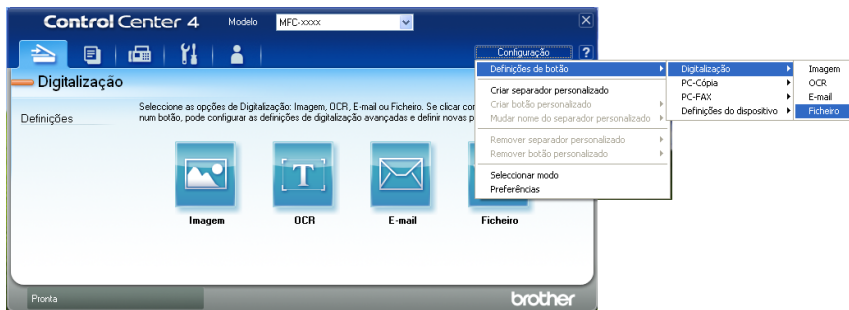 Control Center 4 Modelo MFC-xxxx
Configuração ?
Digitalização
Definições
Seleccione as opções de Digitalização: Imagem, OCR, E-mail ou Ficheiro. Se clicar con
num botão, pode configurar as definições de digitalização avançadas e definir novas p
Imagem OCR E-mail Ficheiro
Pronta
brother
Definições de botão
Criar separador personalizado
Criar botão personalizado
Mudar nome do separador personalizado
Remover separador personalizado
Remover botão personalizado
Seleccionar modo
Preferências
Digitalização
PC-Cópia
PC-FAX
Definições do dispositivo
Imagem
OCR
E-mail
Ficheiro